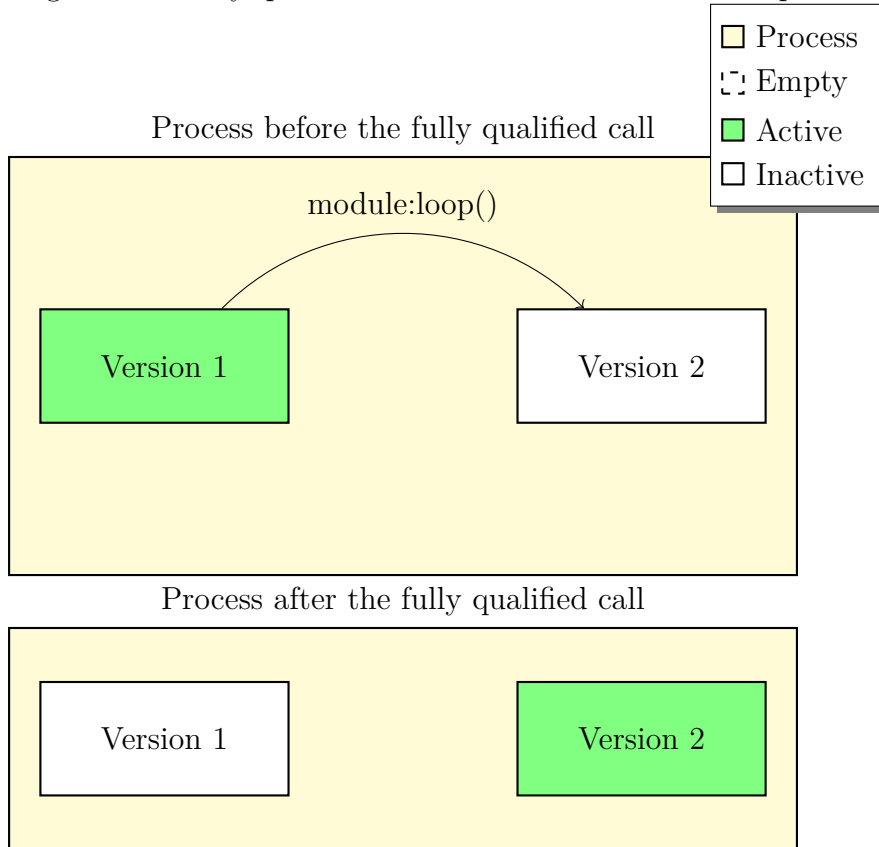 Process
Empty
Active
Inactive
Process before the fully qualified call
module:loop()
Version 1
Version 2
Process after the fully qualified call
Version 1
Version 2